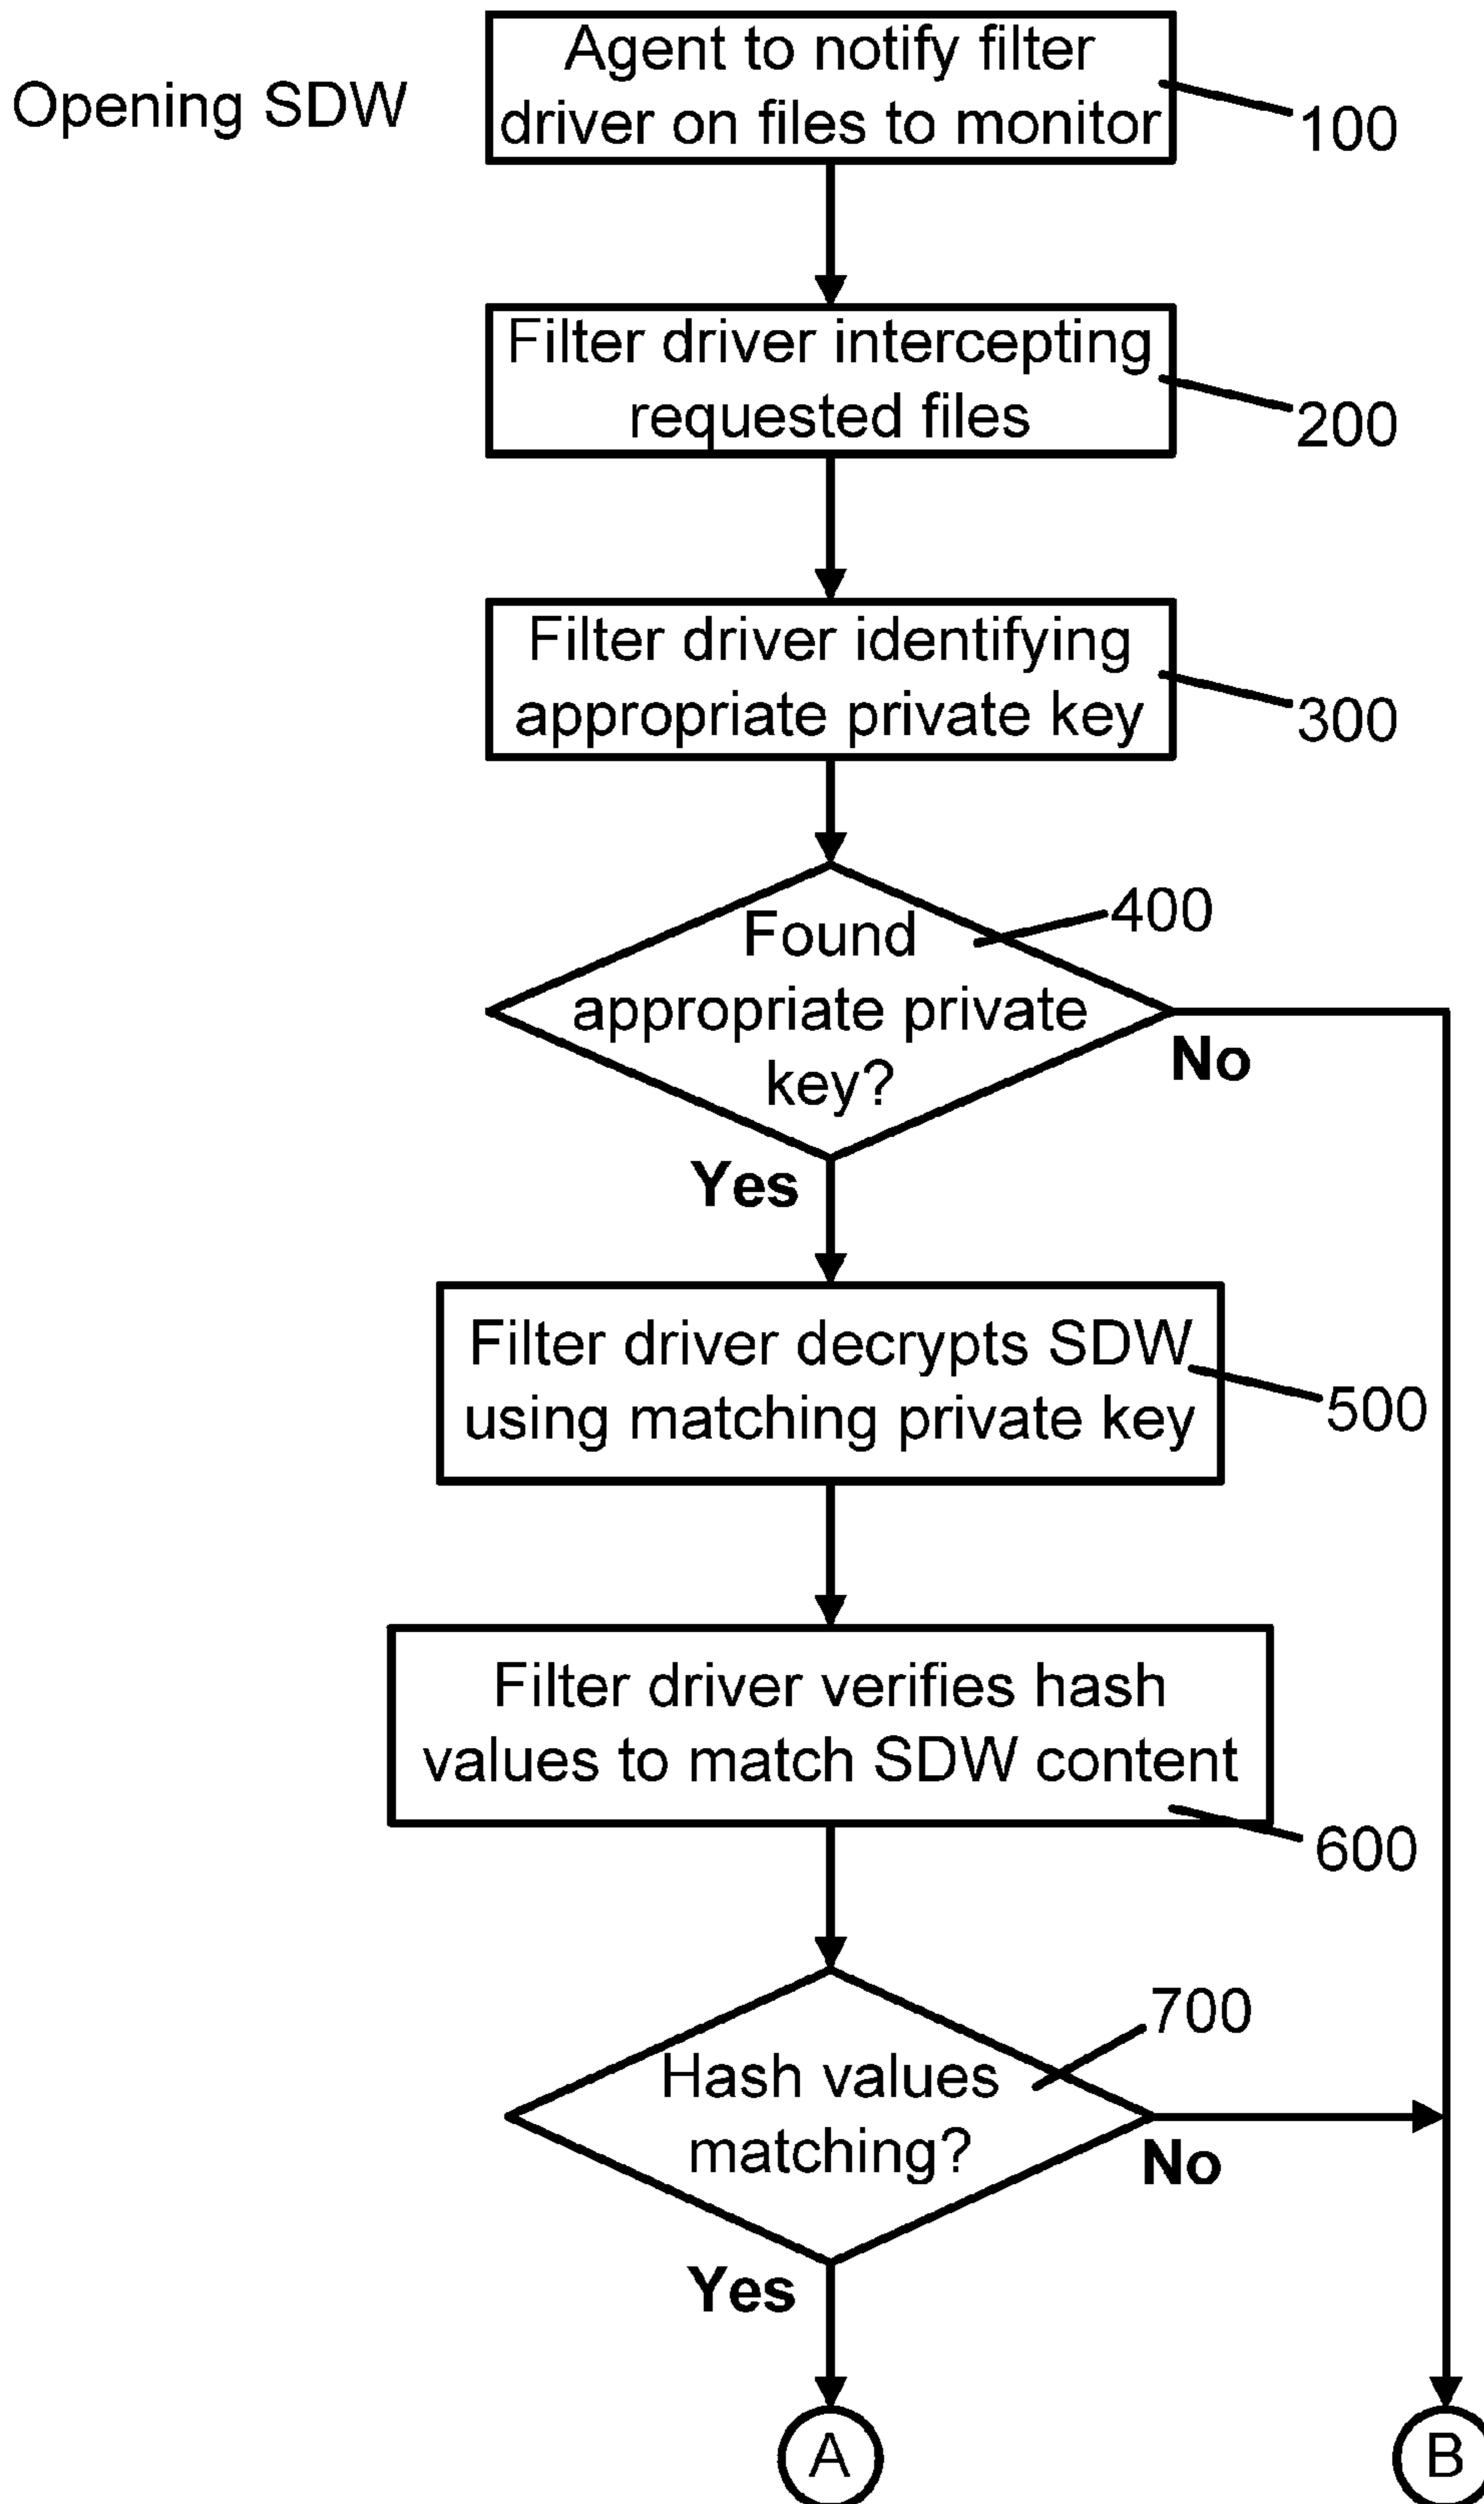 Opening SDW
Agent to notify filter
driver on files to monitor
100
Filter driver intercepting
requested files
200
Filter driver identifying
appropriate private key
300
Found
appropriate private
key?
400
No
Yes
Filter driver decrypts SDW
using matching private key
500
Filter driver verifies hash
values to match SDW content
600
Hash values
matching?
700
No
Yes
A
B